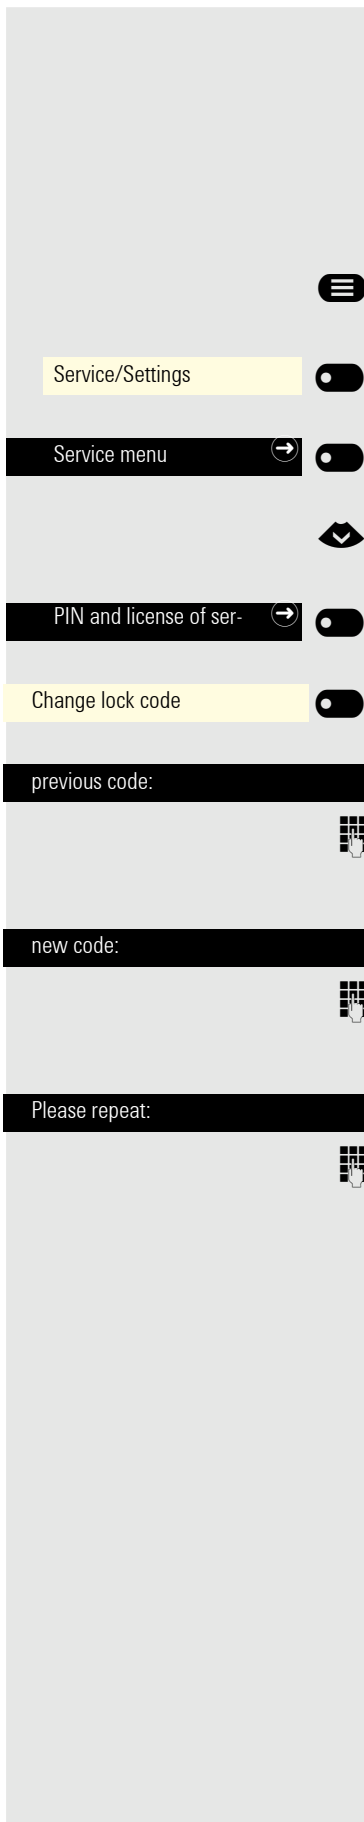 Service/Settings
Service menu
PIN and license of ser-
Change lock code
previous code:
new code:
Please repeat: